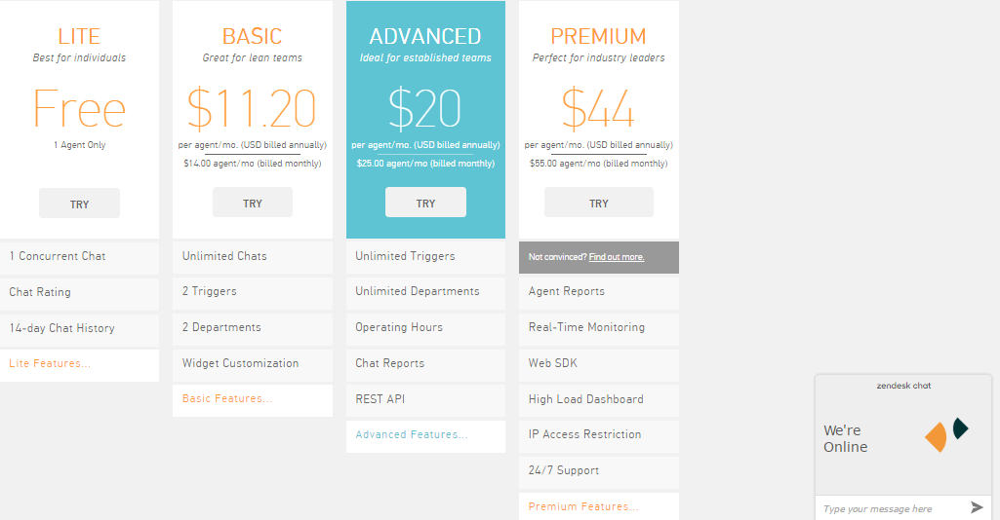 LITE
Best for individuals
Free
1 Agent Only
TRY
1 Concurrent Chat
Chat Rating
14-day Chat History
Lite Features...
BASIC
Great for lean teams
$11.20
per agent/mo. (USD billed annually)
$14.00 agent/mo (billed monthly)
TRY
Unlimited Chats
2 Triggers
2 Departments
Widget Customization
Basic Features...
ADVANCED
Ideal for established teams
$20
per agent/mo. (USD billed annually)
$25.00 agent/mo (billed monthly)
TRY
Unlimited Triggers
Unlimited Departments
Operating Hours
Chat Reports
REST API
Advanced Features...
PREMIUM
Perfect for industry leaders
$44
per agent/mo. (USD billed annually)
$55.00 agent/mo (billed monthly)
TRY
Not convinced? Find out more.
Agent Reports
Real-Time Monitoring
Web SDK
High Load Dashboard
IP Access Restriction
24/7 Support
Premium Features...
zendesk chat
We're
Online
Type your message here